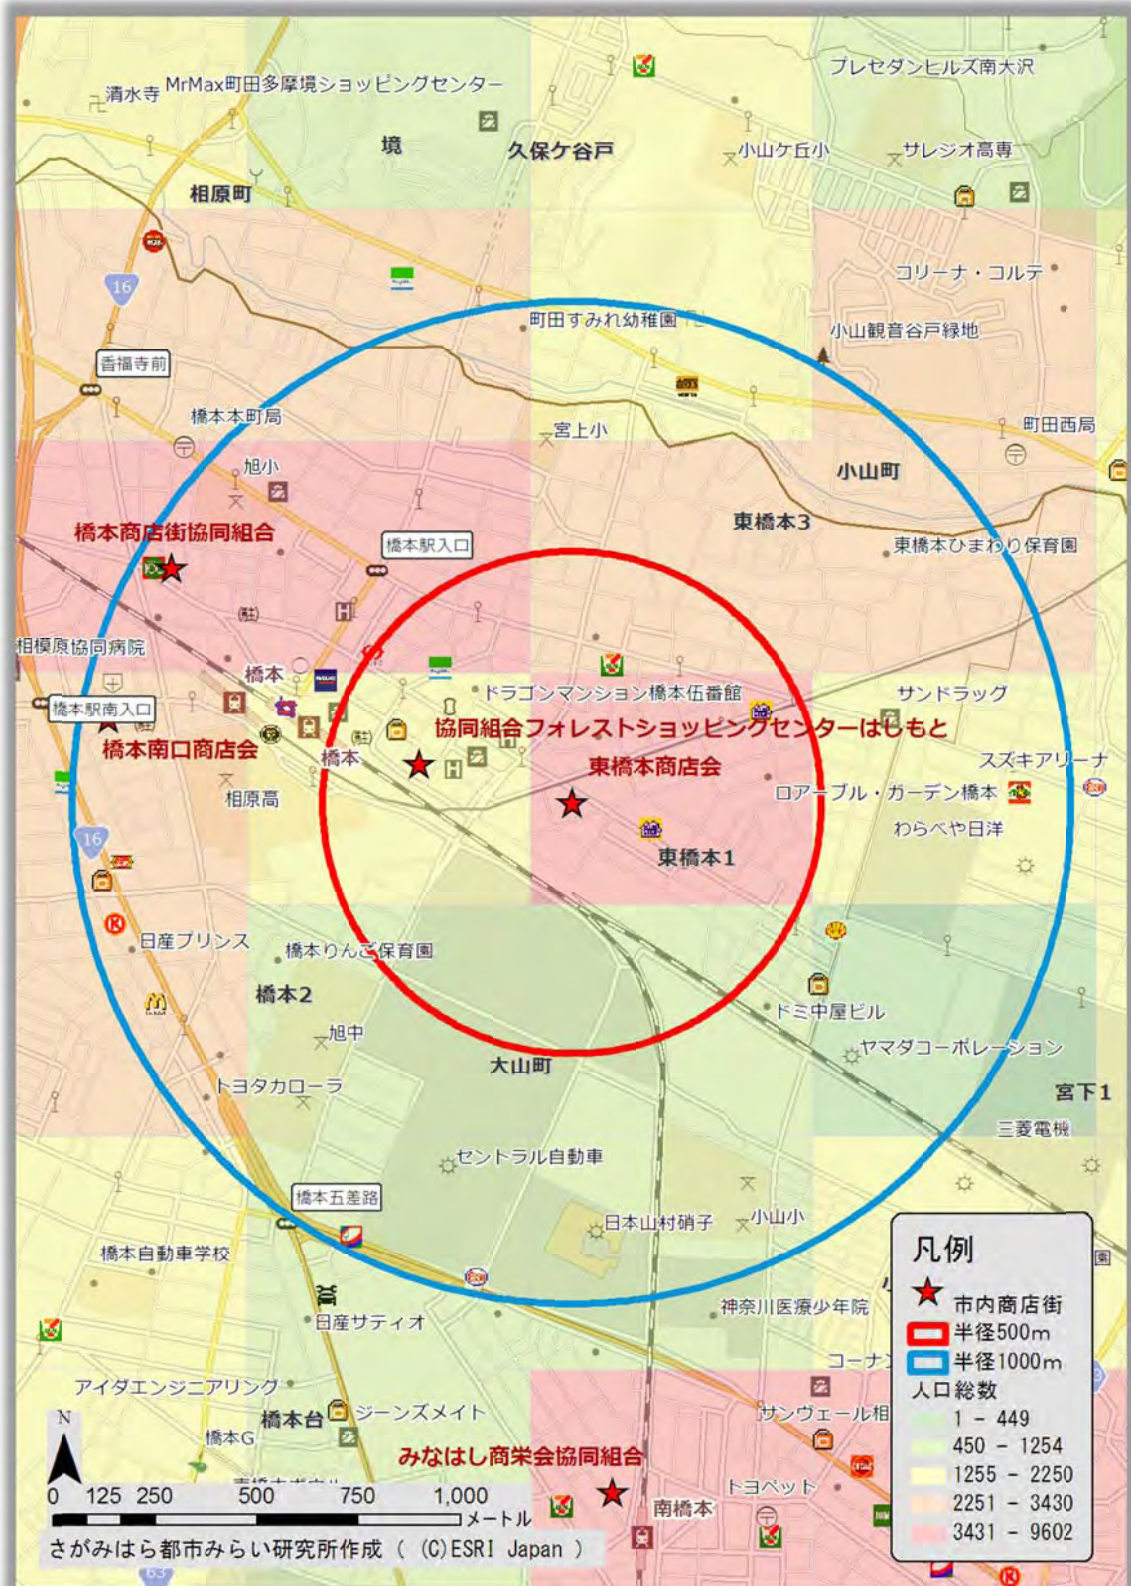 プレセダンヒルズ南大沢
MrMax町田多摩境ショッピングセンター
清水寺
境
久保ケ谷戸
小山ケ丘小
サレジオ高専
相原町
コリーナ・コルテ
16
町田すみれ幼稚園
小山観音谷戸緑地
香福寺前
橋本本町局
宮上小
町田西局
旭小
小山町
東橋本3
橋本商店街協同組合
橋本駅入口
東橋本ひまわり保育園
相模原協同病院
橋本
ドラゴンマンション橋本伍番館
サンドラッグ
橋本駅南入口
協同組合フォレストショッピングセンターはしもと
橋本南口商店会
橋本
東橋本商店会
スズキアリーナ
相原高
ロアーブル・ガーデン橋本
わらべや日洋
16
東橋本1
日産プリンス
橋本りんご保育園
橋本2
ドミ中屋ビル
旭中
大山町
ヤマダコーポレーション
トヨタカローラ
宮下1
三菱電機
セントラル自動車
橋本五差路
日本山村硝子
小山小
橋本自動車学校
神奈川医療少年院
日産サティオ
コーナン
アイダエンジニアリング
橋本台
ジーンズメイト
サンヴェール相
橋本G
みなはし商栄会協同組合
トヨペット
南橋本
凡例
市内商店街
半径500m
半径1000m
人口総数
1 - 449
450 - 1254
1255 - 2250
2251 - 3430
3431 - 9602
N
0 125 250 500 750 1,000
メートル
さがみはら都市みらい研究所作成（ (C)ESRI Japan ）
63